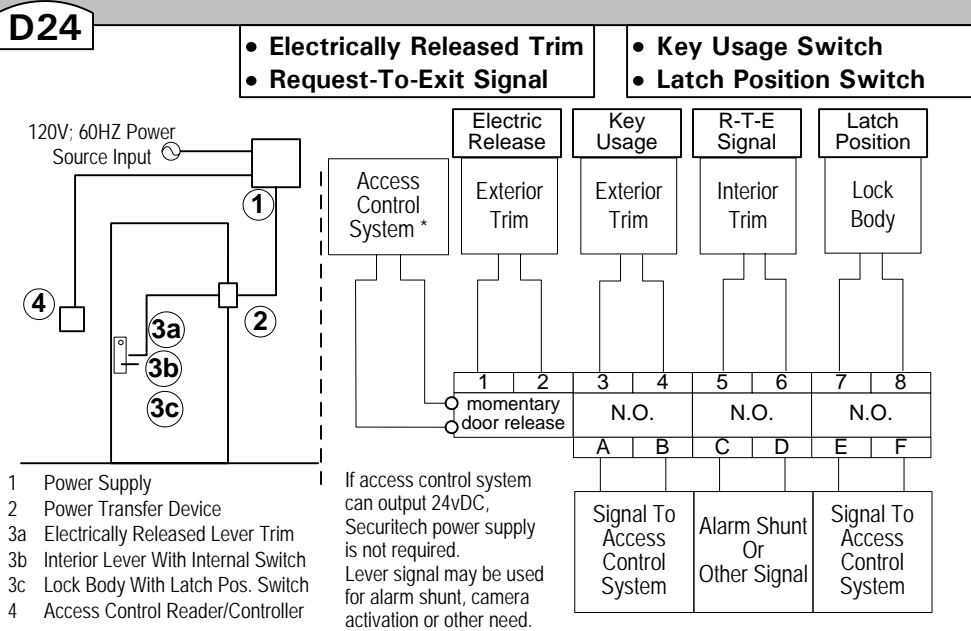 D24
• Electrically Released Trim
• Request-To-Exit Signal
• Key Usage Switch
• Latch Position Switch
120V; 60HZ Power
Source Input
1
2
3a
3b
3c
4
1 Power Supply
2 Power Transfer Device
3a Electrically Released Lever Trim
3b Interior Lever With Internal Switch
3c Lock Body With Latch Pos. Switch
4 Access Control Reader/Controller
Access
Control
System *
Electric
Release
Exterior
Trim
Key
Usage
Exterior
Trim
R-T-E
Signal
Interior
Trim
Latch
Position
Lock
Body
1 2 3 4 5 6 7 8
momentary
door release
N.O.
N.O.
N.O.
A B C D E F
Signal To
Access
Control
System
Alarm Shunt
Or
Other Signal
Signal To
Access
Control
System
If access control system
can output 24vDC,
Securitech power supply
is not required.
Lever signal may be used
for alarm shunt, camera
activation or other need.